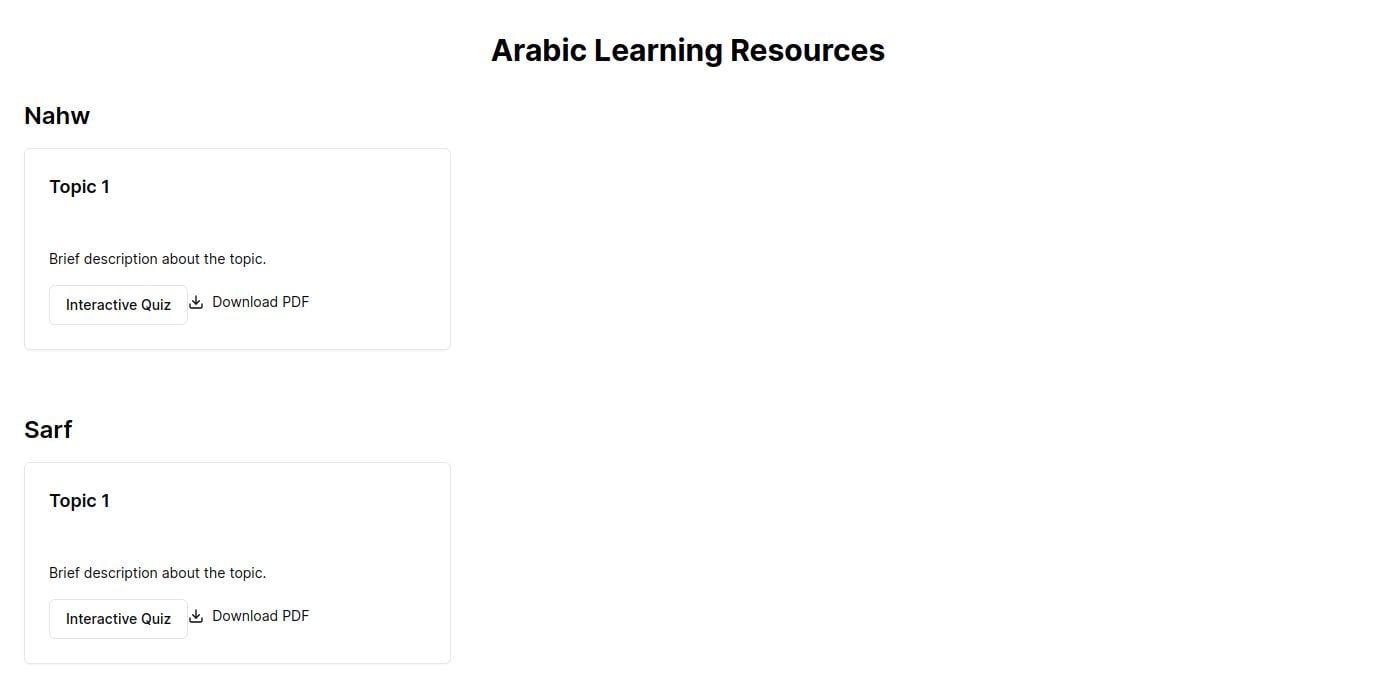 Arabic Learning Resources
Nahw
Topic 1
Brief description about the topic.
Interactive Quiz Download PDF
Sarf
Topic 1
Brief description about the topic.
Interactive Quiz Download PDF